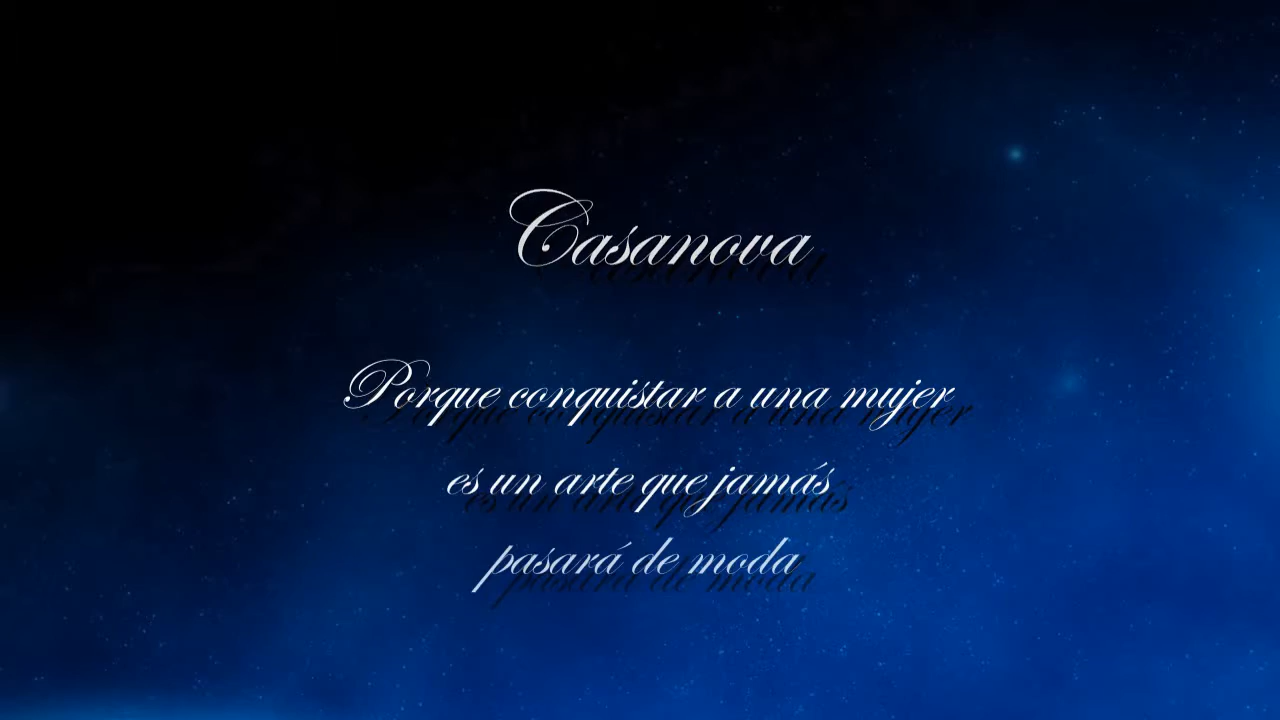 Casanova
Porque conquistar a una mujer
es un arte que jamás
pasará de moda